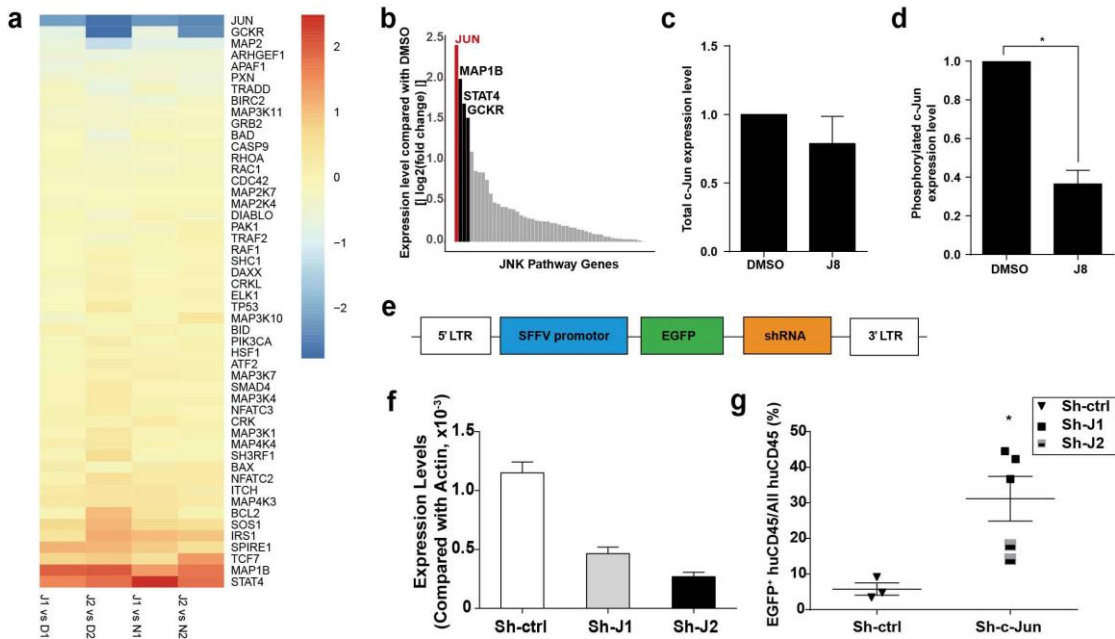 a
JUN
GCKR
MAP2
ARHGEF1
APAF1
PXN
TRADD
BIRC2
MAP3K11
GRB2
BAD
CASP9
RHOA
RAC1
CDC42
MAP2K7
MAP2K4
DIABLO
PAK1
TRAF2
RAF1
SHC1
DAXX
CRKL
ELK1
TP53
MAP3K10
BID
PIK3CA
HSF1
ATF2
MAP3K7
SMAD4
MAP3K4
NFATC3
CRK
MAP3K1
MAP4K4
SH3RF1
BAX
NFATC2
ITCH
MAP4K3
BCL2
SOS1
IRS1
SPIRE1
TCF7
MAP1B
STAT4
J1 vs D1
J2 vs D2
J1 vs N1
J2 vs N2
2
1
0
−1
−2
b
Expression level compared with DMSO
[| log2(fold change) |]
2.5
2.0
1.5
1.0
0.5
0.0
JUN
MAP1B
STAT4
GCKR
JNK Pathway Genes
c
Total c-Jun expression level
1.5
1.0
0.5
0.0
DMSO
J8
d
Phosphorylated c-Jun
expression level
1.0
0.8
0.6
0.4
0.2
0.0
*
DMSO
J8
e
5' LTR
SFFV promotor
EGFP
shRNA
3' LTR
f
Expression Levels
(Compared with Actin, x10-3)
1.5
1.0
0.5
0.0
Sh-ctrl
Sh-J1
Sh-J2
g
EGFP+ huCD45/All huCD45 (%)
50
40
30
20
10
0
*
Sh-ctrl
Sh-J1
Sh-J2
Sh-ctrl
Sh-c-Jun